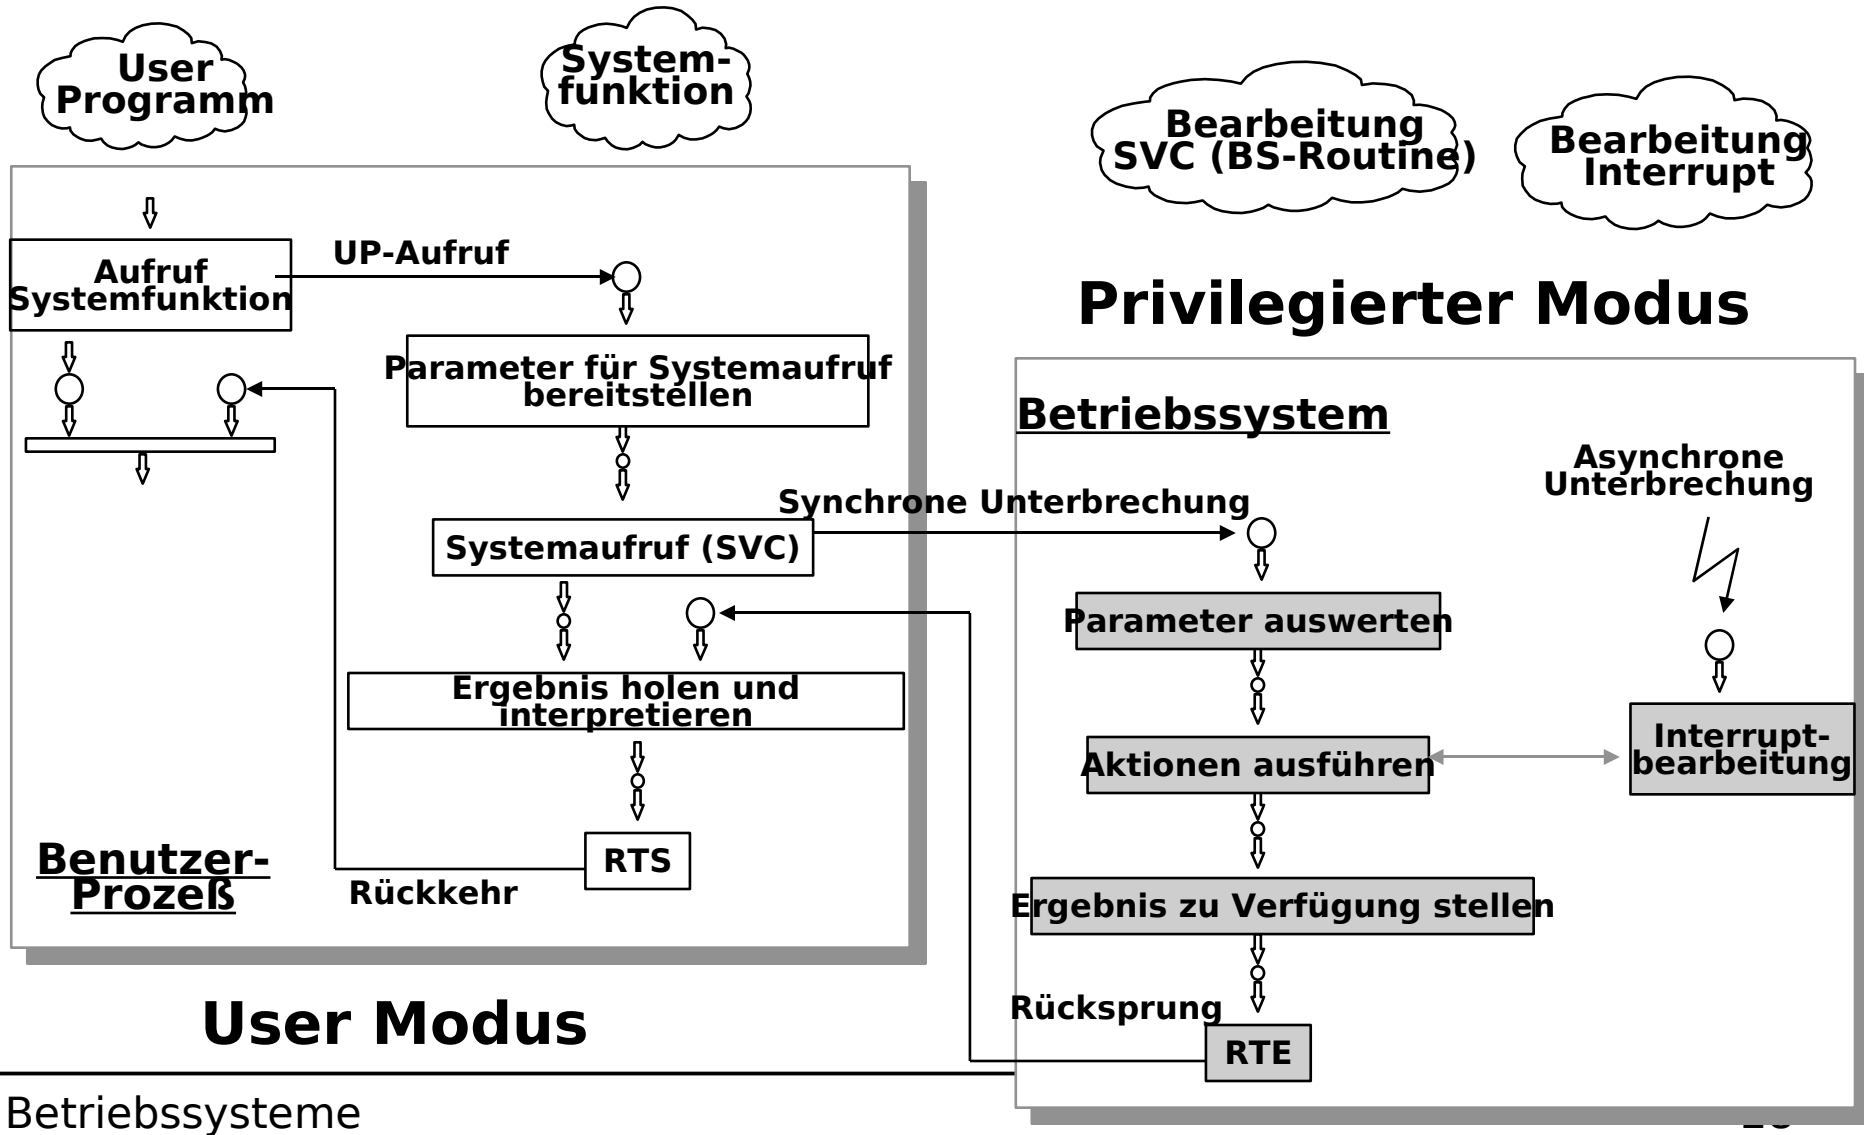 User
Programm
System-
funktion
Bearbeitung
SVC (BS-Routine)
Bearbeitung
Interrupt
Aufruf
Systemfunktion
UP-Aufruf
Privilegierter Modus
Parameter für Systemaufruf
bereitstellen
Betriebssystem
Asynchrone
Unterbrechung
Synchrone Unterbrechung
Systemaufruf (SVC)
Parameter auswerten
Ergebnis holen und
interpretieren
Aktionen ausführen
Interrupt-
bearbeitung
RTS
Benutzer-
Prozeß
Rückkehr
Ergebnis zu Verfügung stellen
Rücksprung
User Modus
RTE
Betriebssysteme